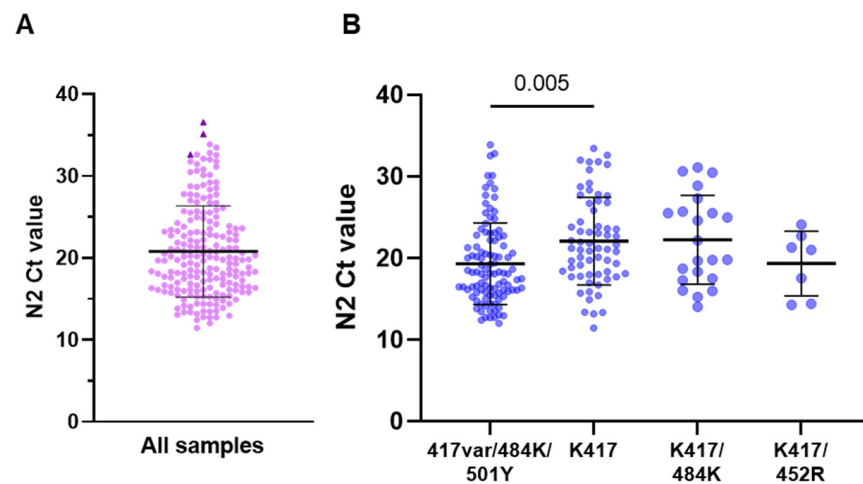 A
B
N2 Ct value
40
30
20
10
0
All samples
N2 Ct value
40
30
20
10
0
0.005
417var/484K/
501Y
K417
K417/
484K
K417/
452R